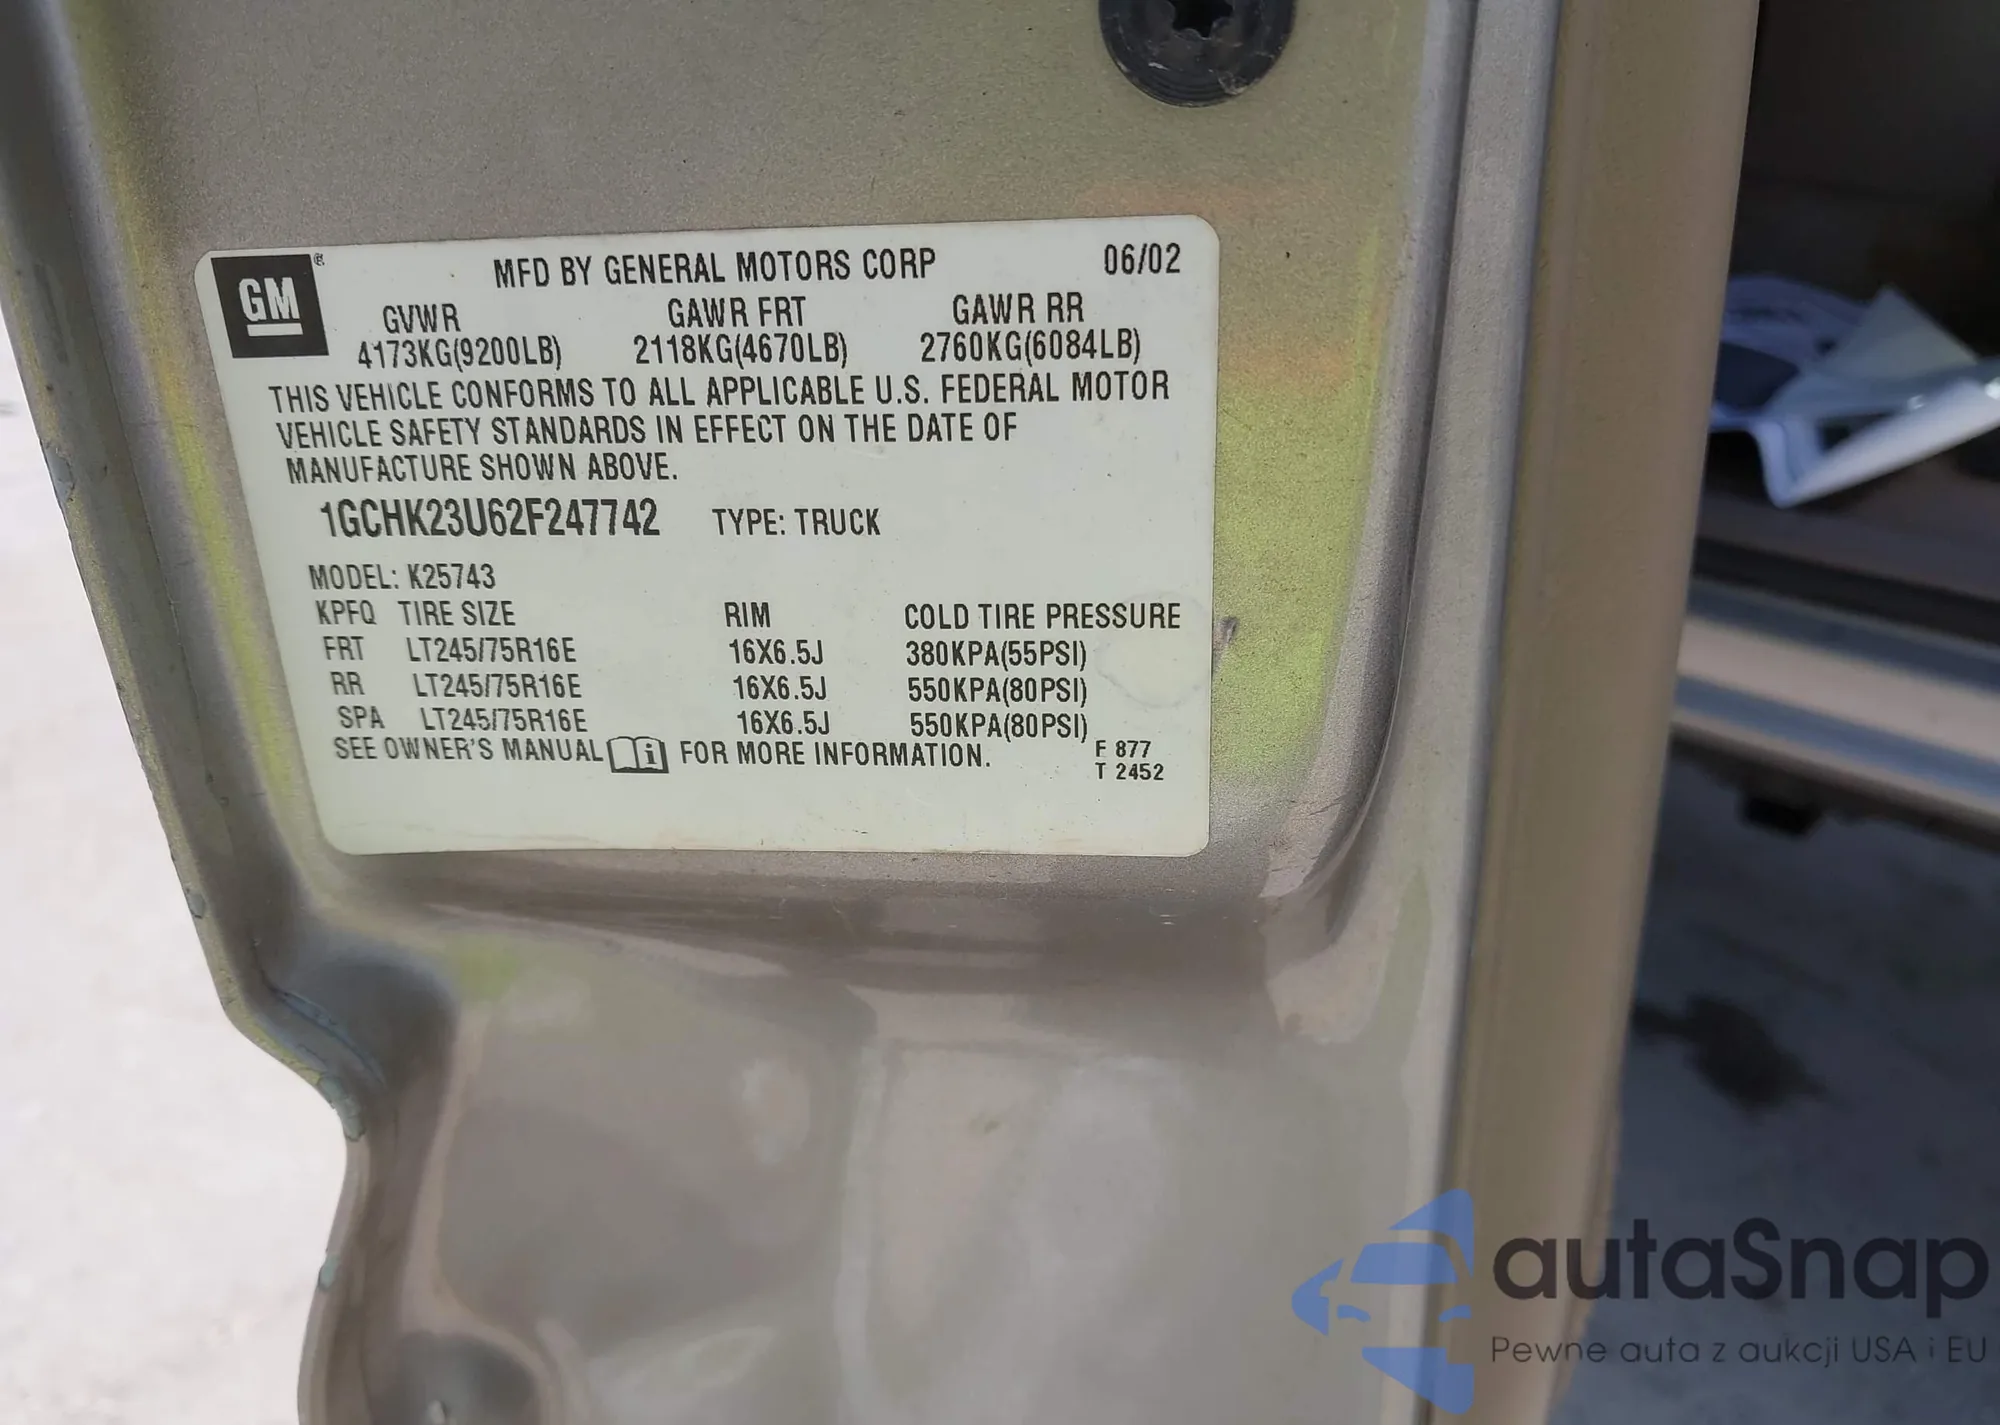 GM
MFD BY GENERAL MOTORS CORP 06/02
GVWR GAWR FRT GAWR RR
4173KG(9200LB) 2118KG(4670LB) 2760KG(6084LB)
THIS VEHICLE CONFORMS TO ALL APPLICABLE U.S. FEDERAL MOTOR
VEHICLE SAFETY STANDARDS IN EFFECT ON THE DATE OF
MANUFACTURE SHOWN ABOVE.
1GCHK23U62F247742 TYPE: TRUCK
MODEL: K25743
KPFQ TIRE SIZE RIM COLD TIRE PRESSURE
FRT LT245/75R16E 16X6.5J 380KPA(55PSI)
RR LT245/75R16E 16X6.5J 550KPA(80PSI)
SPA LT245/75R16E 16X6.5J 550KPA(80PSI)
SEE OWNER'S MANUAL i FOR MORE INFORMATION.
F 877
T 2452
autaSnap
Pewne auta z aukcji USA i EU